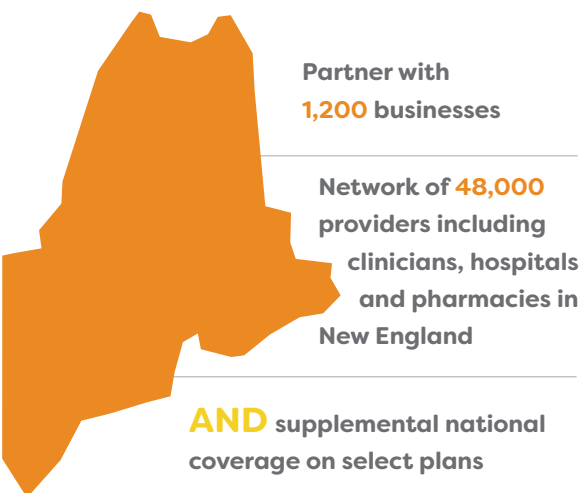 Partner with
1,200 businesses
Network of 48,000
providers including
clinicians, hospitals
and pharmacies in
New England
AND supplemental national
coverage on select plans